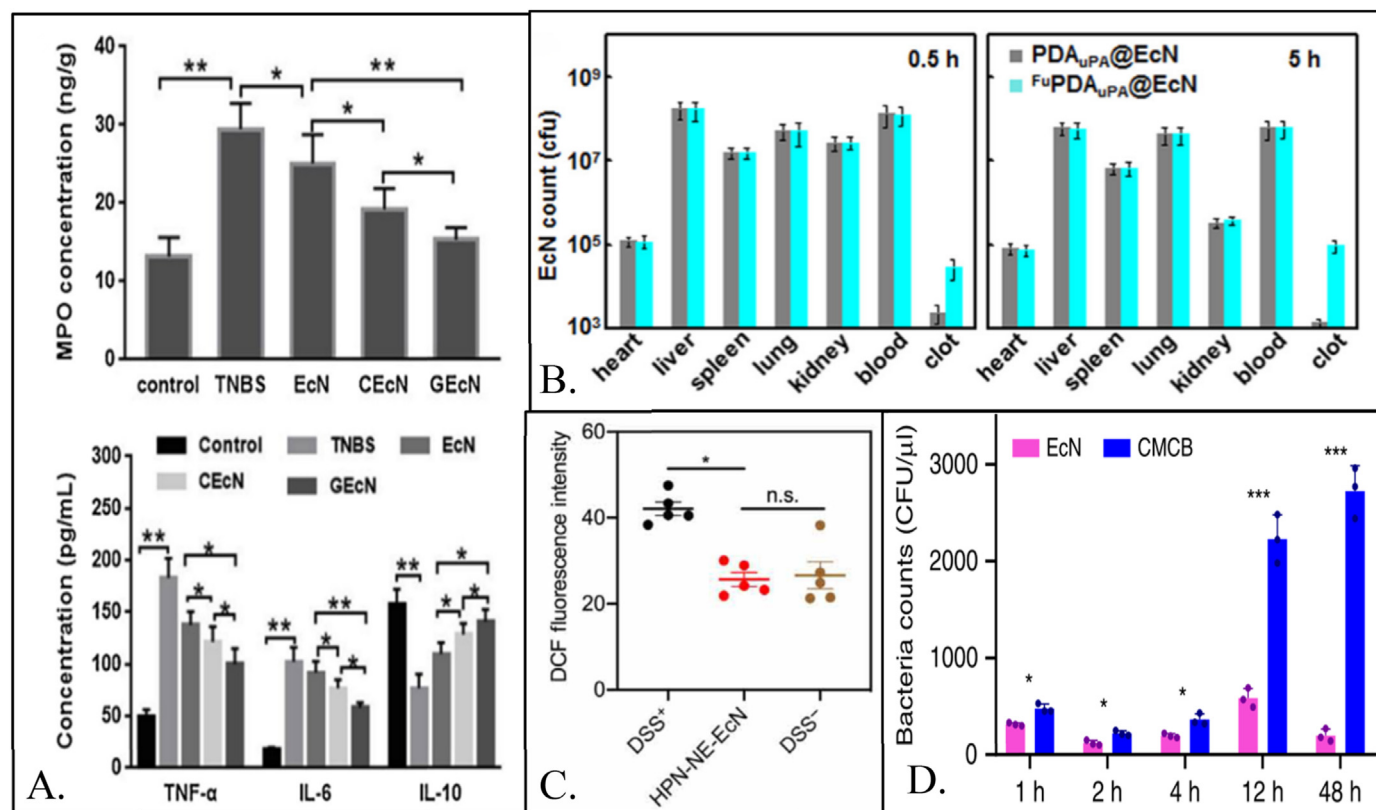 MPO concentration (ng/g)
40
30
20
10
0
** * ** * *
control TNBS EcN CEcN GEcN
Concentration (pg/mL)
Control TNBS EcN
CEcN GEcN
300
250
200
150
100
50
0
** * * *
** ** * *
** * * *
TNF-α IL-6 IL-10
A.
EcN count (cfu)
10⁹
10⁷
10⁵
10³
0.5 h
heart liver spleen lung kidney blood clot
5 h
PDAuPA@EcN
FuPDAuPA@EcN
heart liver spleen lung kidney blood clot
B.
DCF fluorescence intensity
60
40
20
0
*
n.s.
DSS⁺ HPN-NE-EcN DSS⁻
C.
Bacteria counts (CFU/μl)
EcN CMCB
3000
2000
1000
500
0
* * * *** ***
1 h 2 h 4 h 12 h 48 h
D.